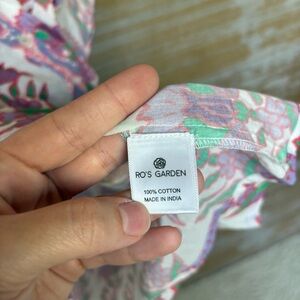 RO'S GARDEN
100% COTTON
MADE IN INDIA